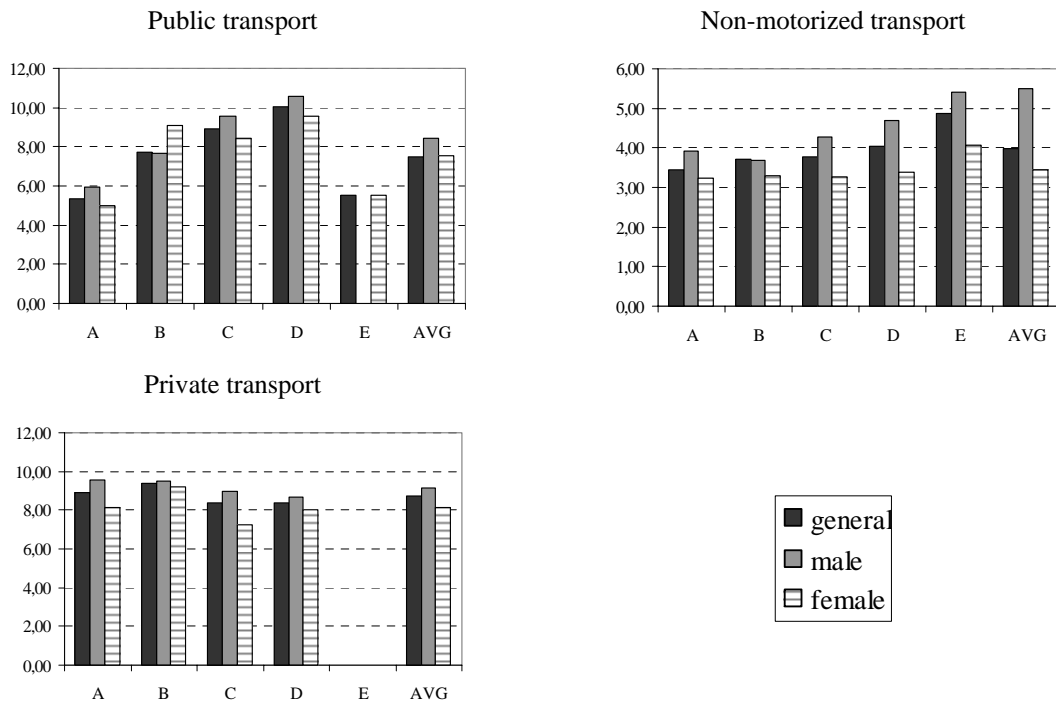 Public transport
12,00
10,00
8,00
6,00
4,00
2,00
0,00
A B C D E AVG
Non-motorized transport
6,00
5,00
4,00
3,00
2,00
1,00
0,00
A B C D E AVG
Private transport
12,00
10,00
8,00
6,00
4,00
2,00
0,00
A B C D E AVG
general
male
female